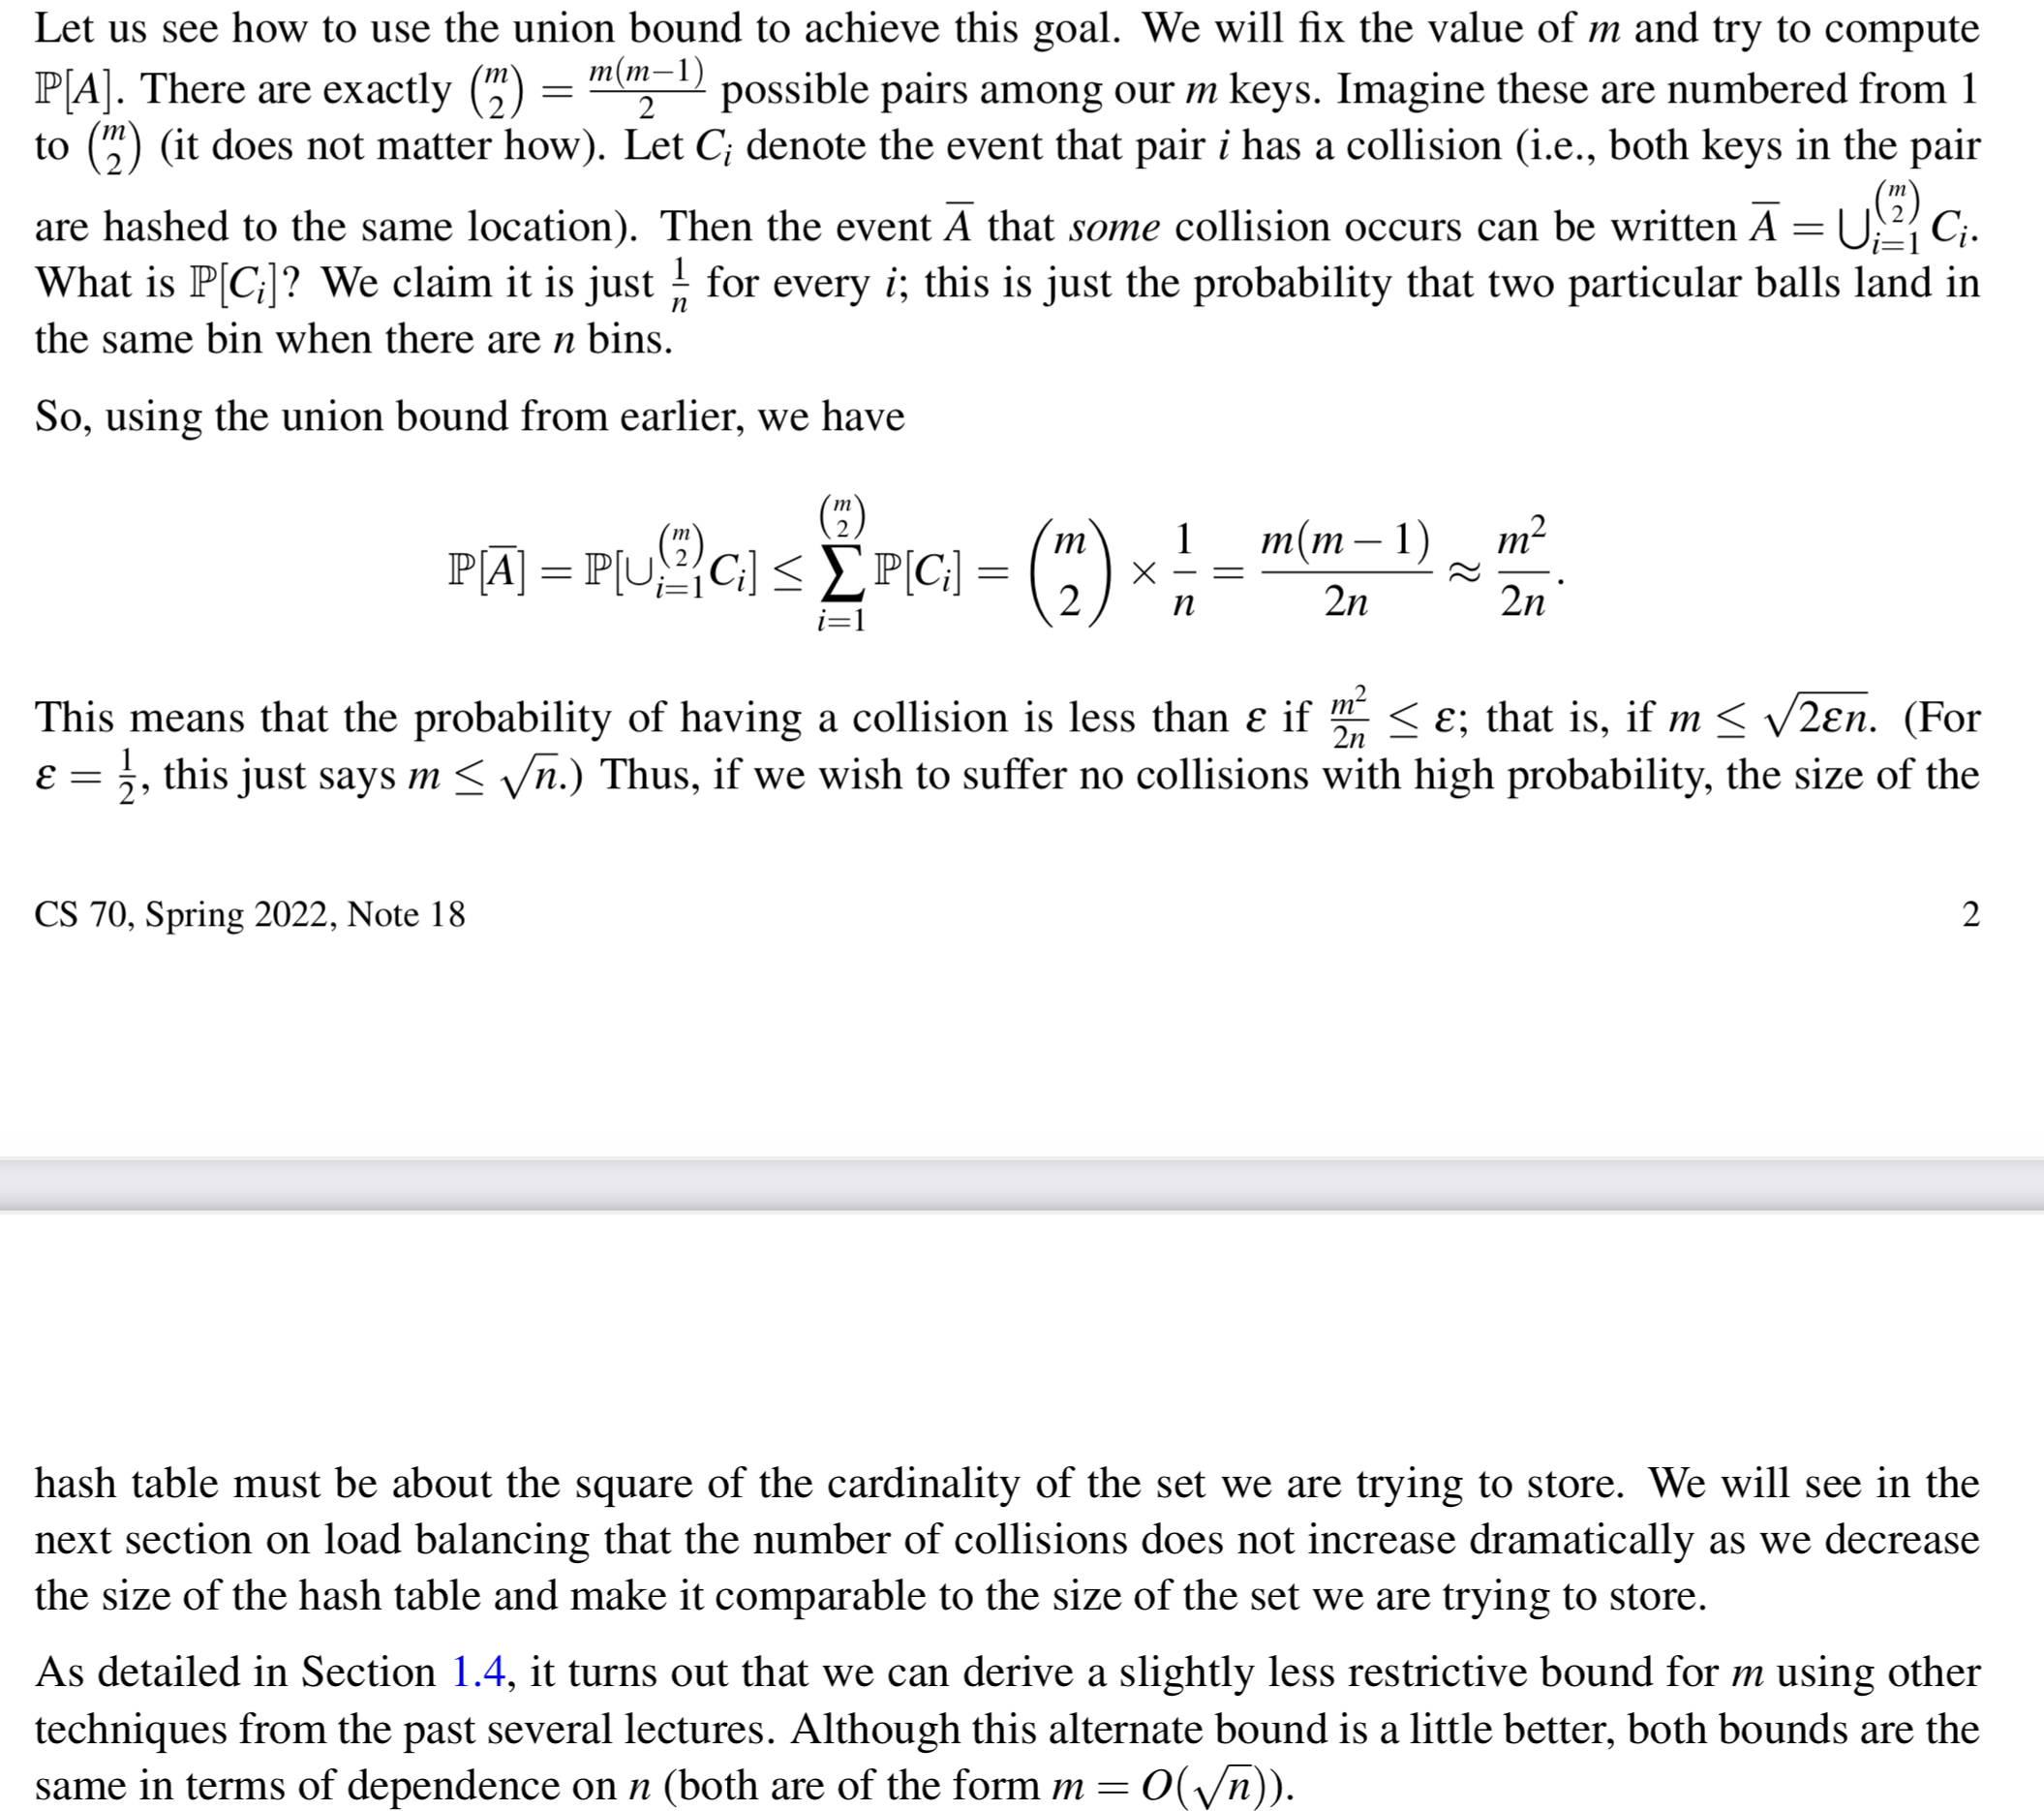 Let us see how to use the union bound to achieve this goal. We will fix the value of m and try to compute
ℙ[A]. There are exactly $\binom{m}{2} = \frac{m(m-1)}{2}$ possible pairs among our m keys. Imagine these are numbered from 1
to $\binom{m}{2}$ (it does not matter how). Let $C_i$ denote the event that pair i has a collision (i.e., both keys in the pair
are hashed to the same location). Then the event $\overline{A}$ that some collision occurs can be written $\overline{A} = \bigcup_{i=1}^{\binom{m}{2}} C_i$.
What is ℙ[$C_i$]? We claim it is just $\frac{1}{n}$ for every i; this is just the probability that two particular balls land in
the same bin when there are n bins.
So, using the union bound from earlier, we have
$\mathbb{P}[\overline{A}] = \mathbb{P}[\cup_{i=1}^{\binom{m}{2}} C_i] \le \sum_{i=1}^{\binom{m}{2}} \mathbb{P}[C_i] = \binom{m}{2} \times \frac{1}{n} = \frac{m(m-1)}{2n} \approx \frac{m^2}{2n}.$
This means that the probability of having a collision is less than ε if $\frac{m^2}{2n} \le ε$; that is, if $m \le \sqrt{2εn}$. (For
$ε = \frac{1}{2}$, this just says $m \le \sqrt{n}$.) Thus, if we wish to suffer no collisions with high probability, the size of the
CS 70, Spring 2022, Note 18 2
hash table must be about the square of the cardinality of the set we are trying to store. We will see in the
next section on load balancing that the number of collisions does not increase dramatically as we decrease
the size of the hash table and make it comparable to the size of the set we are trying to store.
As detailed in Section 1.4, it turns out that we can derive a slightly less restrictive bound for m using other
techniques from the past several lectures. Although this alternate bound is a little better, both bounds are the
same in terms of dependence on n (both are of the form $m = O(\sqrt{n})$).